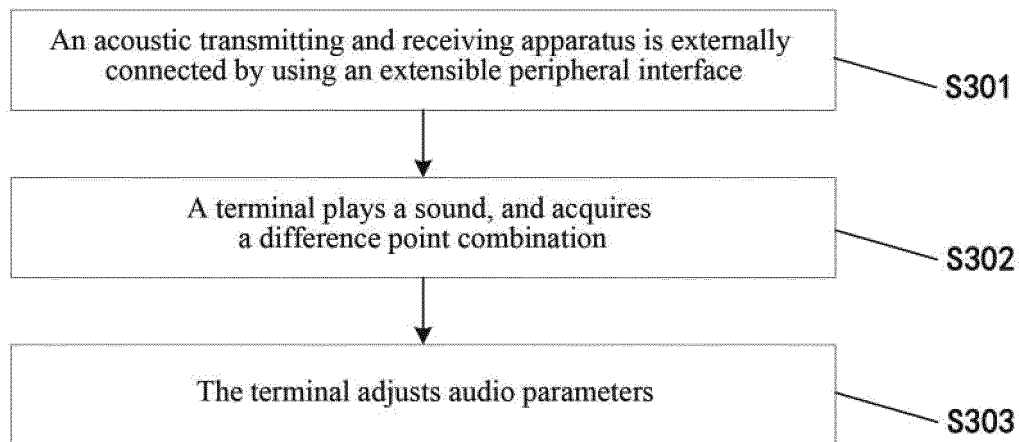 An acoustic transmitting and receiving apparatus is externally
connected by using an extensible peripheral interface
S301
A terminal plays a sound, and acquires
a difference point combination
S302
The terminal adjusts audio parameters
S303